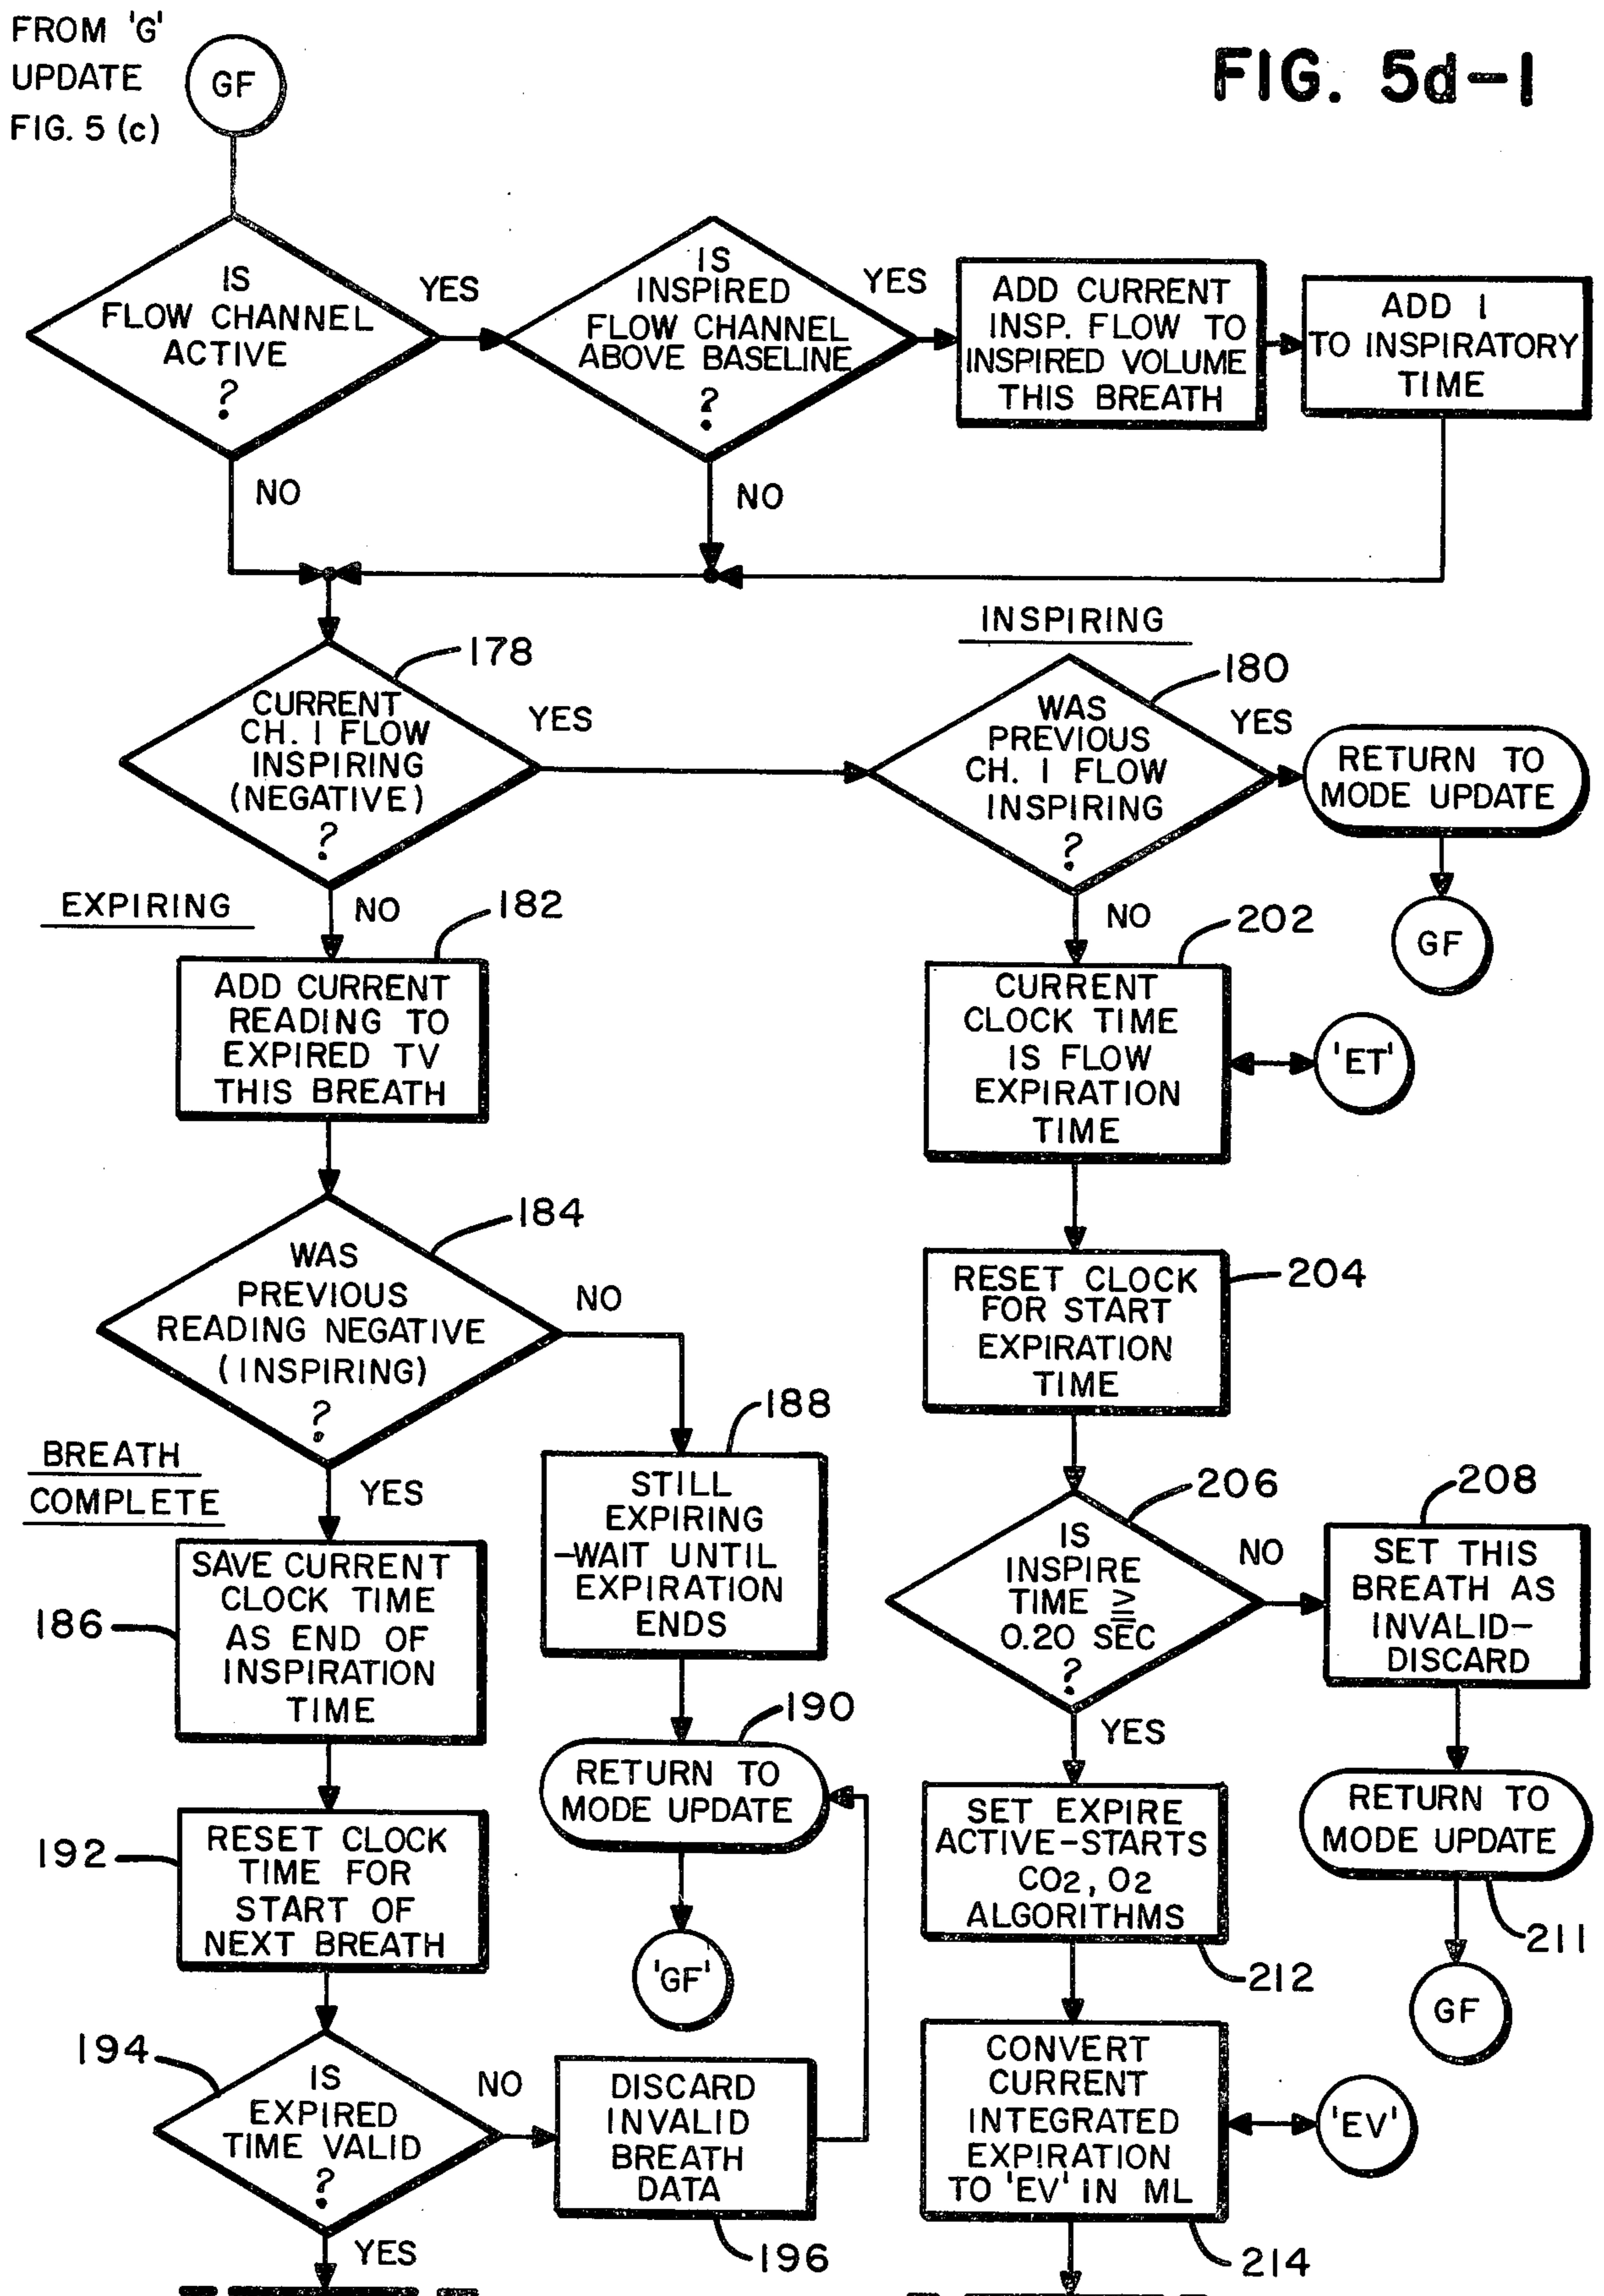 FROM 'G'
UPDATE
FIG. 5 (c)
GF
FIG. 5d-1
IS
FLOW CHANNEL
ACTIVE
?
YES
NO
IS
INSPIRED
FLOW CHANNEL
ABOVE BASELINE
?
YES
NO
ADD CURRENT
INSP. FLOW TO
INSPIRED VOLUME
THIS BREATH
ADD 1
TO INSPIRATORY
TIME
178
CURRENT
CH. 1 FLOW
INSPIRING
(NEGATIVE)
?
YES
NO
INSPIRING
180
WAS
PREVIOUS
CH. 1 FLOW
INSPIRING
?
YES
NO
RETURN TO
MODE UPDATE
GF
EXPIRING
182
ADD CURRENT
READING TO
EXPIRED TV
THIS BREATH
202
CURRENT
CLOCK TIME
IS FLOW
EXPIRATION
TIME
'ET'
184
WAS
PREVIOUS
READING NEGATIVE
(INSPIRING)
?
NO
YES
204
RESET CLOCK
FOR START
EXPIRATION
TIME
BREATH
COMPLETE
188
STILL
EXPIRING
-WAIT UNTIL
EXPIRATION
ENDS
206
IS
INSPIRE
TIME ≧
0.20 SEC
?
NO
YES
208
SET THIS
BREATH AS
INVALID-
DISCARD
186
SAVE CURRENT
CLOCK TIME
AS END OF
INSPIRATION
TIME
190
RETURN TO
MODE UPDATE
'GF'
RETURN TO
MODE UPDATE
211
GF
192
RESET CLOCK
TIME FOR
START OF
NEXT BREATH
212
SET EXPIRE
ACTIVE-STARTS
CO2, O2
ALGORITHMS
194
IS
EXPIRED
TIME VALID
?
NO
YES
DISCARD
INVALID
BREATH
DATA
196
CONVERT
CURRENT
INTEGRATED
EXPIRATION
TO 'EV' IN ML
'EV'
214